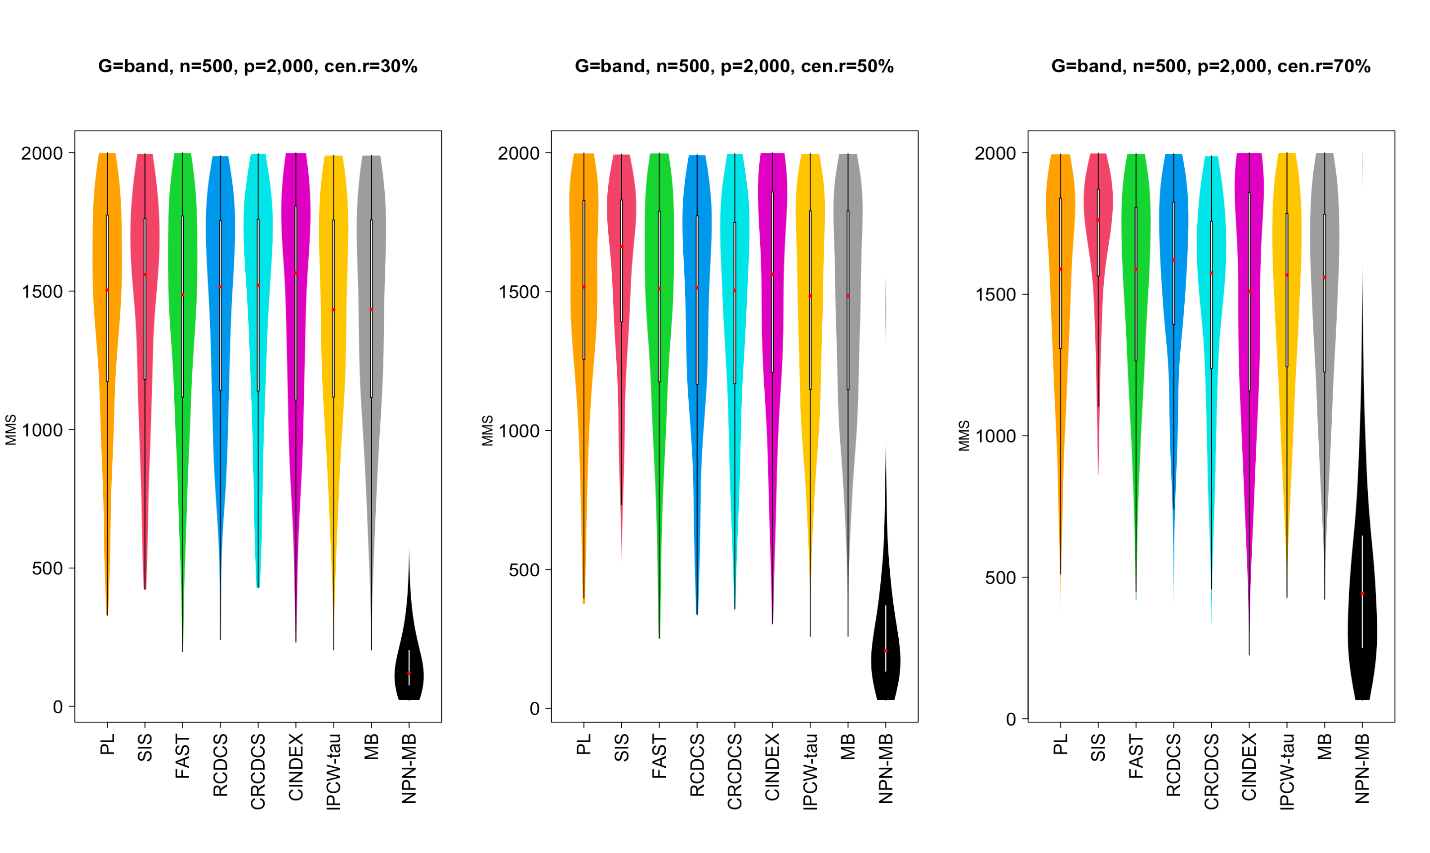 G=band, n=500, p=2,000, cen.r=30%
MMS
2000
1500
1000
500
0
PL
SIS
FAST
RCDCS
CRCDCS
CINDEX
IPCW-tau
MB
NPN-MB
G=band, n=500, p=2,000, cen.r=50%
MMS
2000
1500
1000
500
0
PL
SIS
FAST
RCDCS
CRCDCS
CINDEX
IPCW-tau
MB
NPN-MB
G=band, n=500, p=2,000, cen.r=70%
MMS
2000
1500
1000
500
0
PL
SIS
FAST
RCDCS
CRCDCS
CINDEX
IPCW-tau
MB
NPN-MB